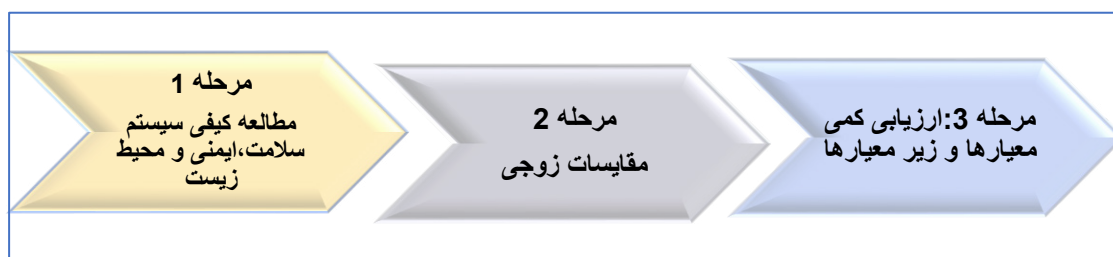 مرحله 1
مطالعه کیفی سیستم
سلامت،ایمنی و محیط
زیست
مرحله 2
مقایسات زوجی
مرحله 3:ارزیابی کمی
معیارها و زیر معیارها